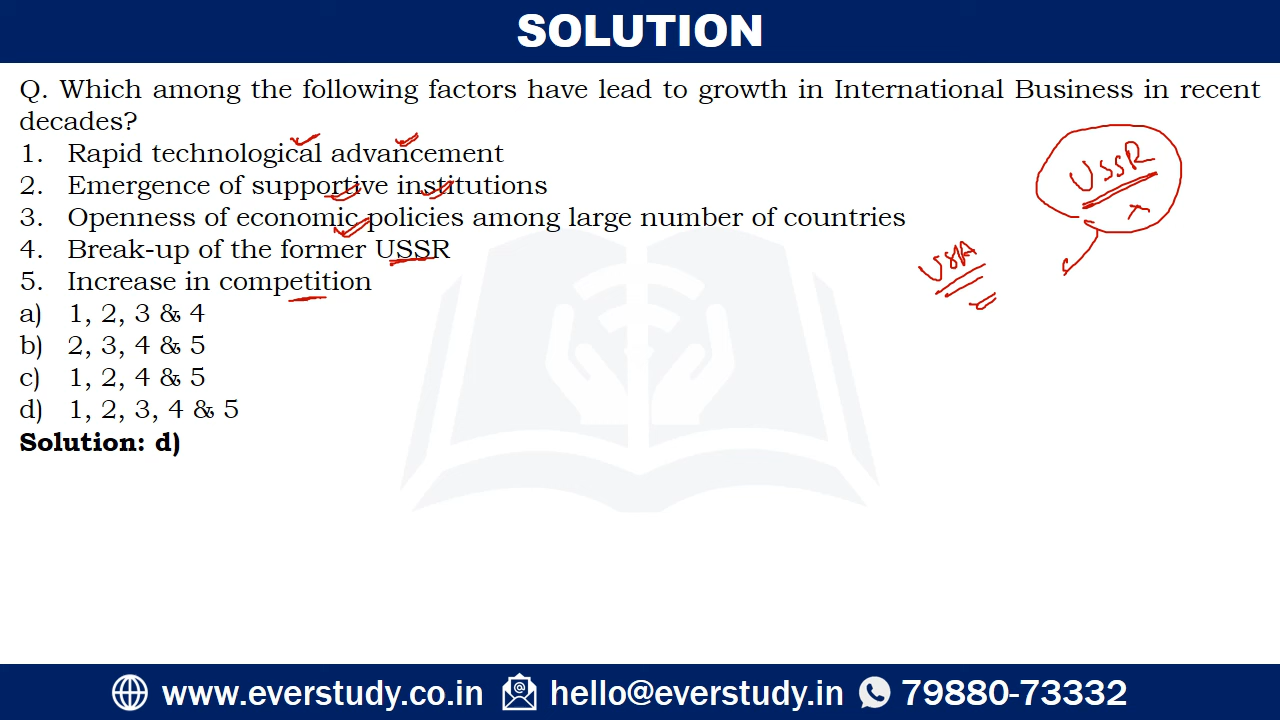 SOLUTION
Q. Which among the following factors have lead to growth in International Business in recent
decades?
1. Rapid technological advancement
2. Emergence of supportive institutions
3. Openness of economic policies among large number of countries
4. Break-up of the former USSR
5. Increase in competition
a) 1, 2, 3 & 4
b) 2, 3, 4 & 5
c) 1, 2, 4 & 5
d) 1, 2, 3, 4 & 5
Solution: d)
USSR
USA
www.everstudy.co.in hello@everstudy.in 79880-73332